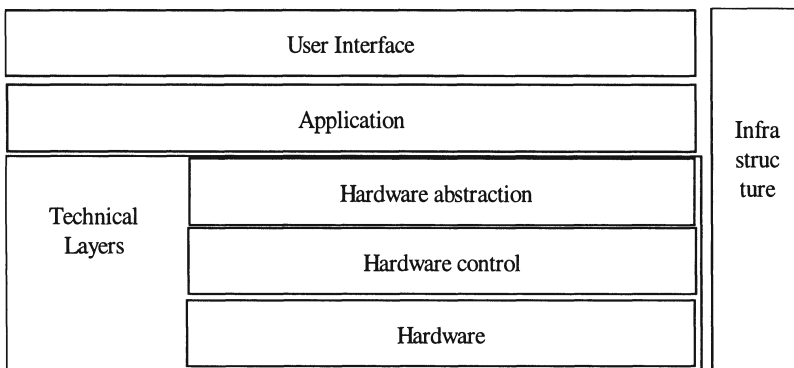 User Interface
Application
Infra
struc
ture
Technical
Layers
Hardware abstraction
Hardware control
Hardware